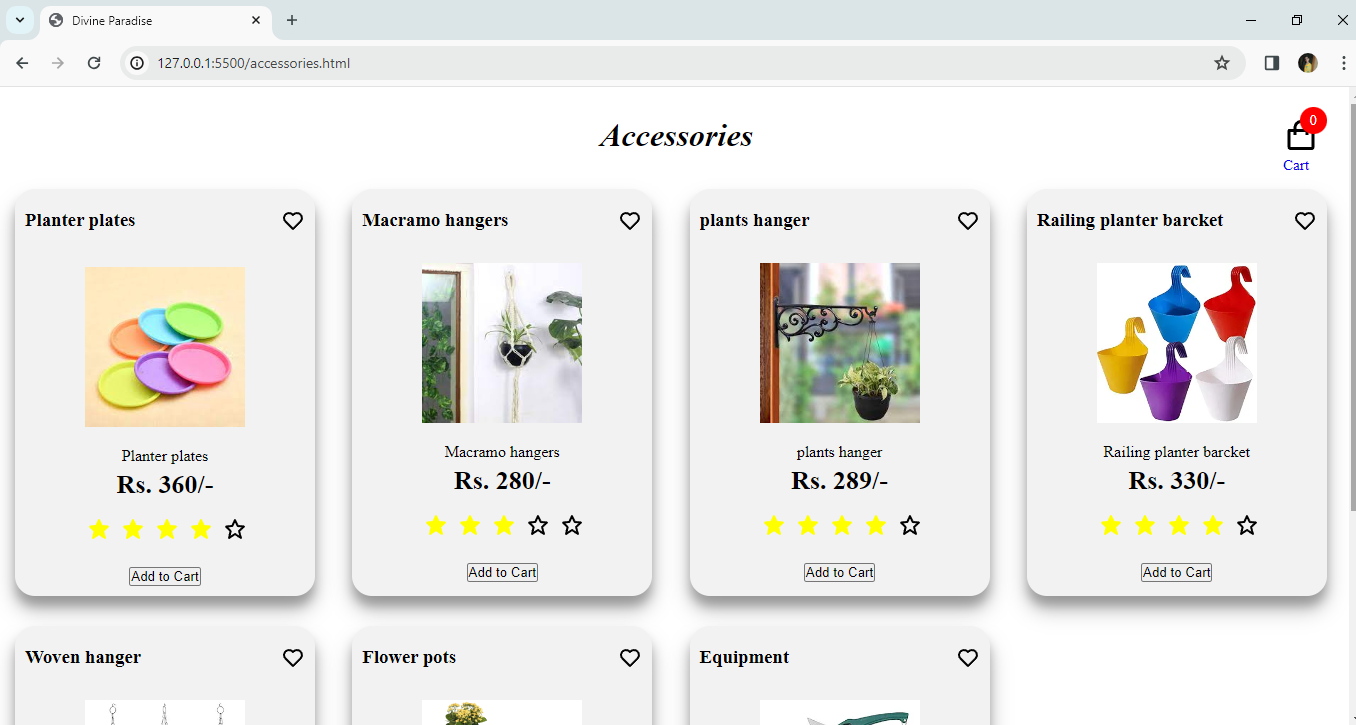 Divine Paradise
127.0.0.1:5500/accessories.html
Accessories
0
Cart
Planter plates
Macramo hangers
plants hanger
Railing planter barcket
Planter plates
Rs. 360/-
Add to Cart
Macramo hangers
Rs. 280/-
Add to Cart
plants hanger
Rs. 289/-
Add to Cart
Railing planter barcket
Rs. 330/-
Add to Cart
Woven hanger
Flower pots
Equipment